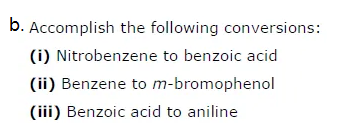 b. Accomplish the following conversions:
(i) Nitrobenzene to benzoic acid
(ii) Benzene to m-bromophenol
(iii) Benzoic acid to aniline